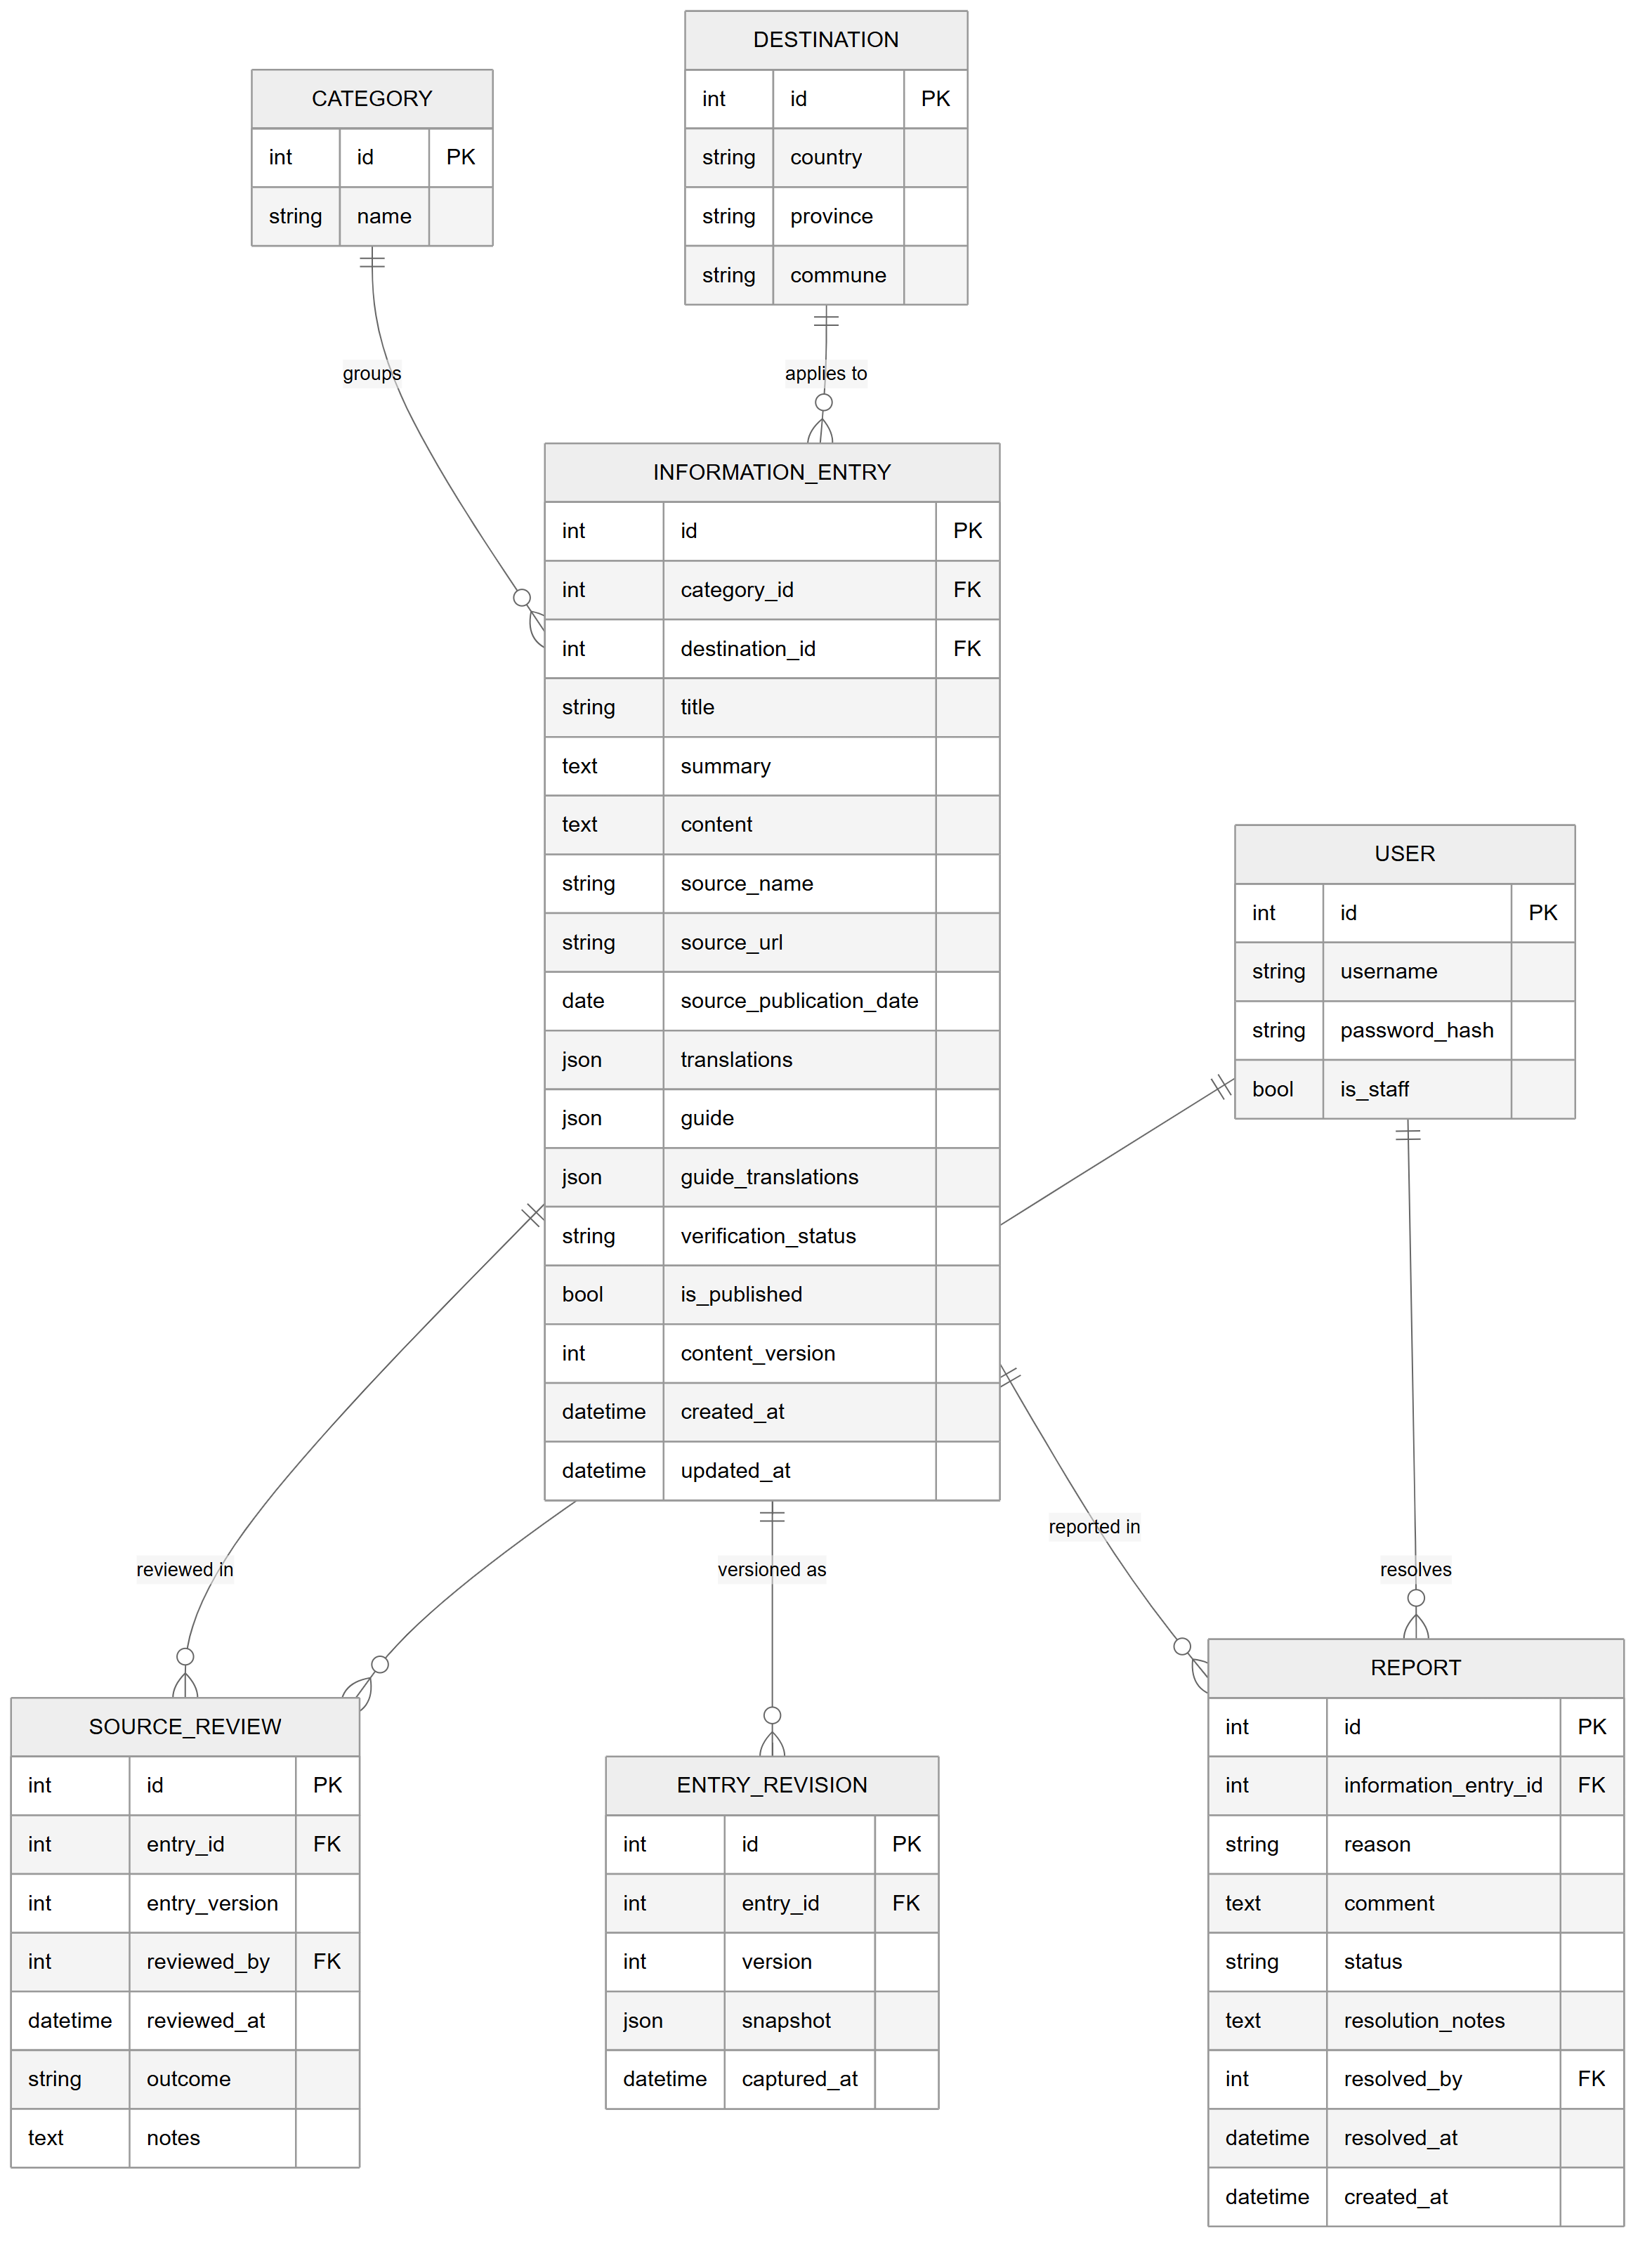 DESTINATION
int id PK
string country
string province
string commune
CATEGORY
int id PK
string name
groups
applies to
INFORMATION_ENTRY
int id PK
int category_id FK
int destination_id FK
string title
text summary
text content
string source_name
string source_url
date source_publication_date
json translations
json guide
json guide_translations
string verification_status
bool is_published
int content_version
datetime created_at
datetime updated_at
USER
int id PK
string username
string password_hash
bool is_staff
reviewed in
versioned as
reported in
resolves
SOURCE_REVIEW
int id PK
int entry_id FK
int entry_version
int reviewed_by FK
datetime reviewed_at
string outcome
text notes
ENTRY_REVISION
int id PK
int entry_id FK
int version
json snapshot
datetime captured_at
REPORT
int id PK
int information_entry_id FK
string reason
text comment
string status
text resolution_notes
int resolved_by FK
datetime resolved_at
datetime created_at